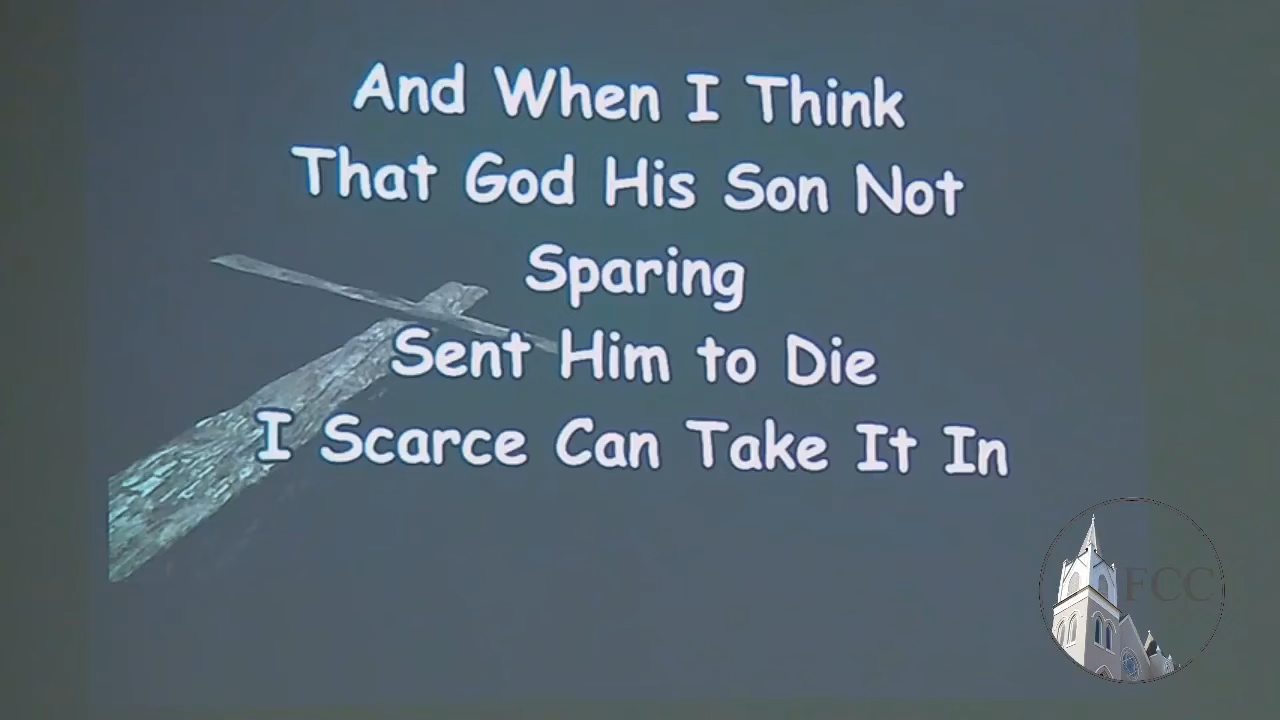 And When I Think
That God His Son Not
Sparing
Sent Him to Die
I Scarce Can Take It In
FCC